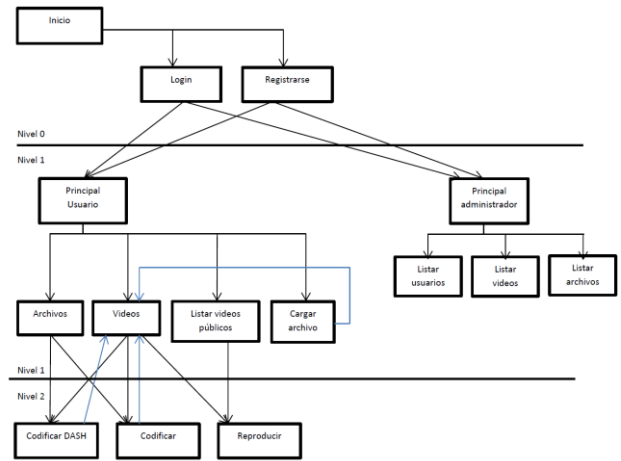 Inicio
Login
Registrarse
Nivel 0
Nivel 1
Principal
Usuario
Principal
administrador
Listar
usuarios
Listar
videos
Listar
archivos
Archivos
Videos
Listar videos
públicos
Cargar
archivo
Nivel 1
Nivel 2
Codificar DASH
Codificar
Reproducir